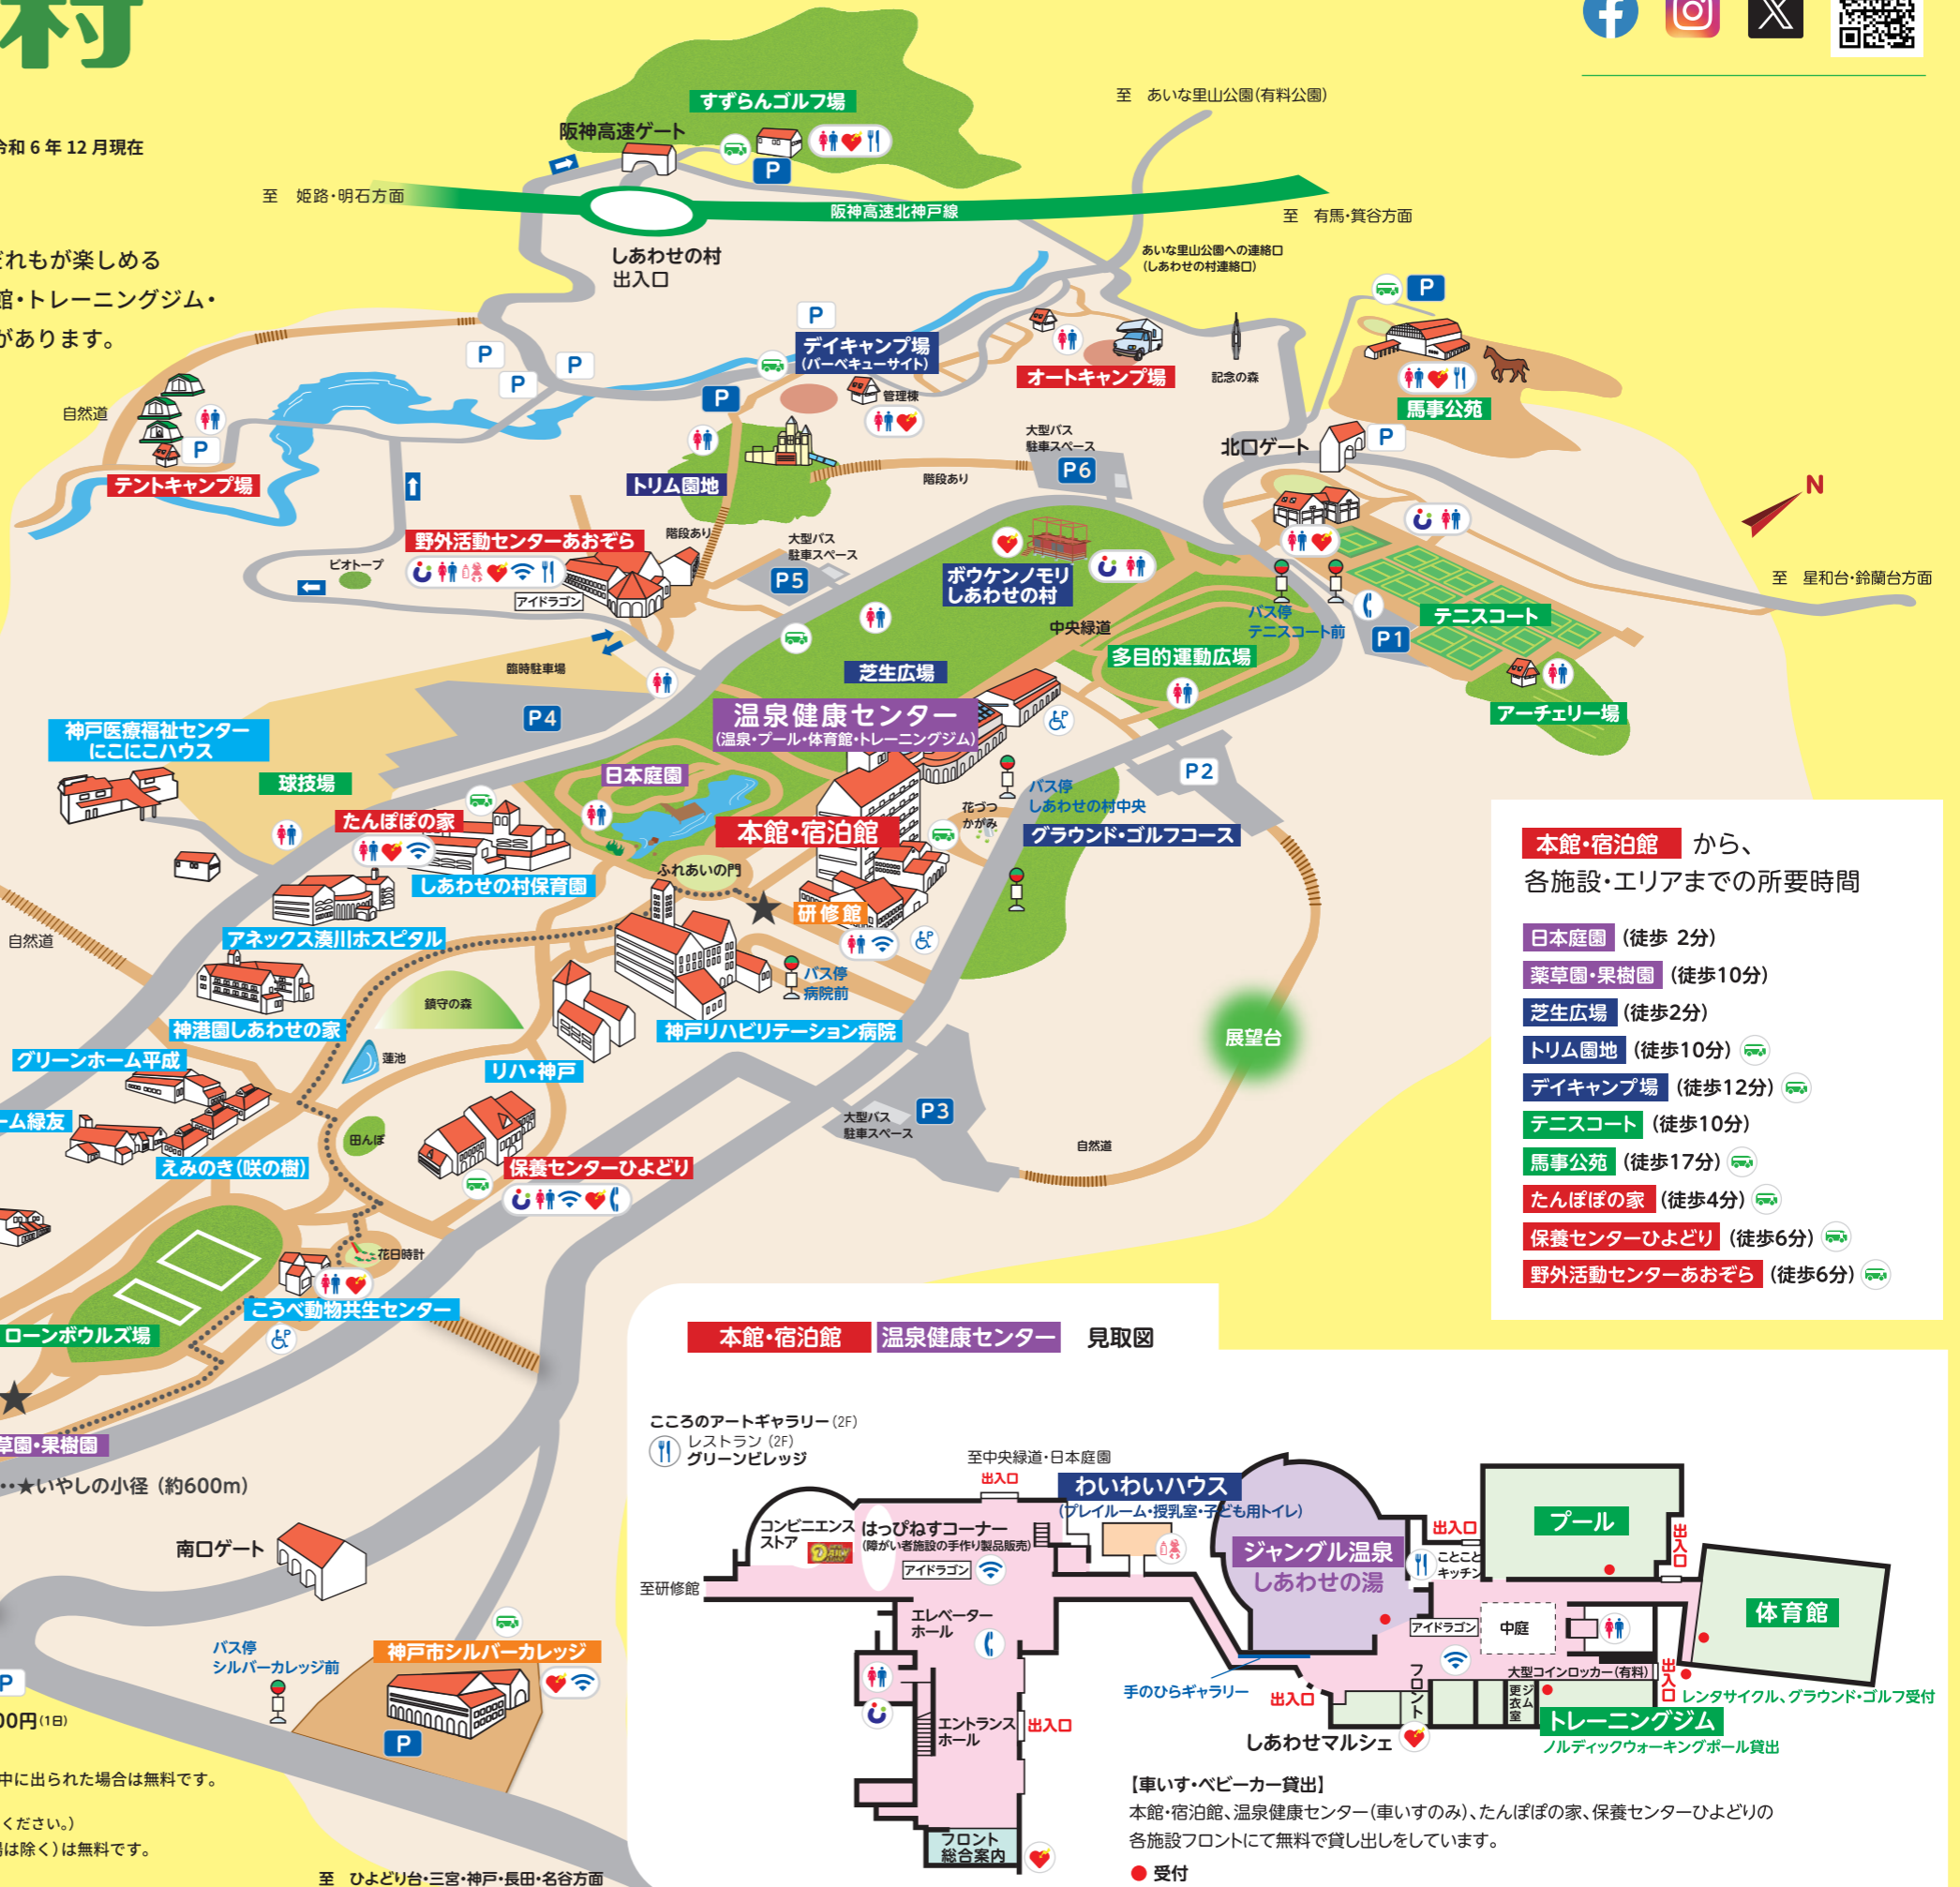 村
令和6年12月現在
だれもが楽しめる
館・トレーニングジム・
があります。
すずらんゴルフ場
阪神高速ゲート
P
至 あいな里山公園(有料公園)
至 姫路・明石方面
阪神高速北神戸線
至 有馬・箕谷方面
しあわせの村
出入口
あいな里山公園への連絡口
(しあわせの村連絡口)
P
P
P
P
P
P
デイキャンプ場
(バーベキューサイト)
管理棟
オートキャンプ場
記念の森
馬事公苑
自然道
P
テントキャンプ場
P
トリム園地
階段あり
大型バス
駐車スペース
P6
北口ゲート
P
N
野外活動センターあおぞら
アイドラゴン
ビオトープ
階段あり
大型バス
駐車スペース
P5
ボウケンノモリ
しあわせの村
中央緑道
バス停
テニスコート前
P1
テニスコート
至 星和台・鈴蘭台方面
多目的運動広場
アーチェリー場
臨時駐車場
P4
芝生広場
温泉健康センター
(温泉・プール・体育館・トレーニングジム)
P
神戸医療福祉センター
にこにこハウス
球技場
日本庭園
たんぽぽの家
しあわせの村保育園
本館・宿泊館
花づつ
かがみ
バス停
しあわせの村中央
P2
グラウンド・ゴルフコース
ふれあいの門
研修館
P
アネックス湊川ホスピタル
自然道
神港園しあわせの家
鎮守の森
バス停
病院前
神戸リハビリテーション病院
展望台
グリーンホーム平成
蓮池
リハ・神戸
ーム緑友
えみのき(咲の樹)
田んぼ
保養センターひよどり
大型バス
駐車スペース
P3
自然道
花日時計
こうべ動物共生センター
P
ローンボウルズ場
草園・果樹園
・・★いやしの小径 (約600m)
南口ゲート
バス停
シルバーカレッジ前
神戸市シルバーカレッジ
P
P
00円(1日)
中に出られた場合は無料です。
ください。)
場は除く)は無料です。
至 ひよどり台・三宮・神戸・長田・名谷方面
本館・宿泊館 から、
各施設・エリアまでの所要時間
日本庭園 (徒歩 2分)
薬草園・果樹園 (徒歩10分)
芝生広場 (徒歩2分)
トリム園地 (徒歩10分)
デイキャンプ場 (徒歩12分)
テニスコート (徒歩10分)
馬事公苑 (徒歩17分)
たんぽぽの家 (徒歩4分)
保養センターひよどり (徒歩6分)
野外活動センターあおぞら (徒歩6分)
本館・宿泊館 温泉健康センター 見取図
こころのアートギャラリー(2F)
レストラン (2F)
グリーンビレッジ
至中央緑道・日本庭園
出入口
わいわいハウス
(プレイルーム・授乳室・子ども用トイレ)
コンビニエンス
ストア
はっぴねすコーナー
(障がい者施設の手作り製品販売)
アイドラゴン
至研修館
エレベーター
ホール
エントランス
ホール
出入口
フロント
総合案内
ジャングル温泉
しあわせの湯
出入口
ことこと
キッチン
プール
出入口
体育館
アイドラゴン
中庭
手のひらギャラリー
出入口
フロント
大型コインロッカー(有料)
ジム
更衣室
出入口
レンタサイクル、グラウンド・ゴルフ受付
トレーニングジム
ノルディックウォーキングポール貸出
しあわせマルシェ
【車いす・ベビーカー貸出】
本館・宿泊館、温泉健康センター(車いすのみ)、たんぽぽの家、保養センターひよどりの
各施設フロントにて無料で貸し出しをしています。
● 受付